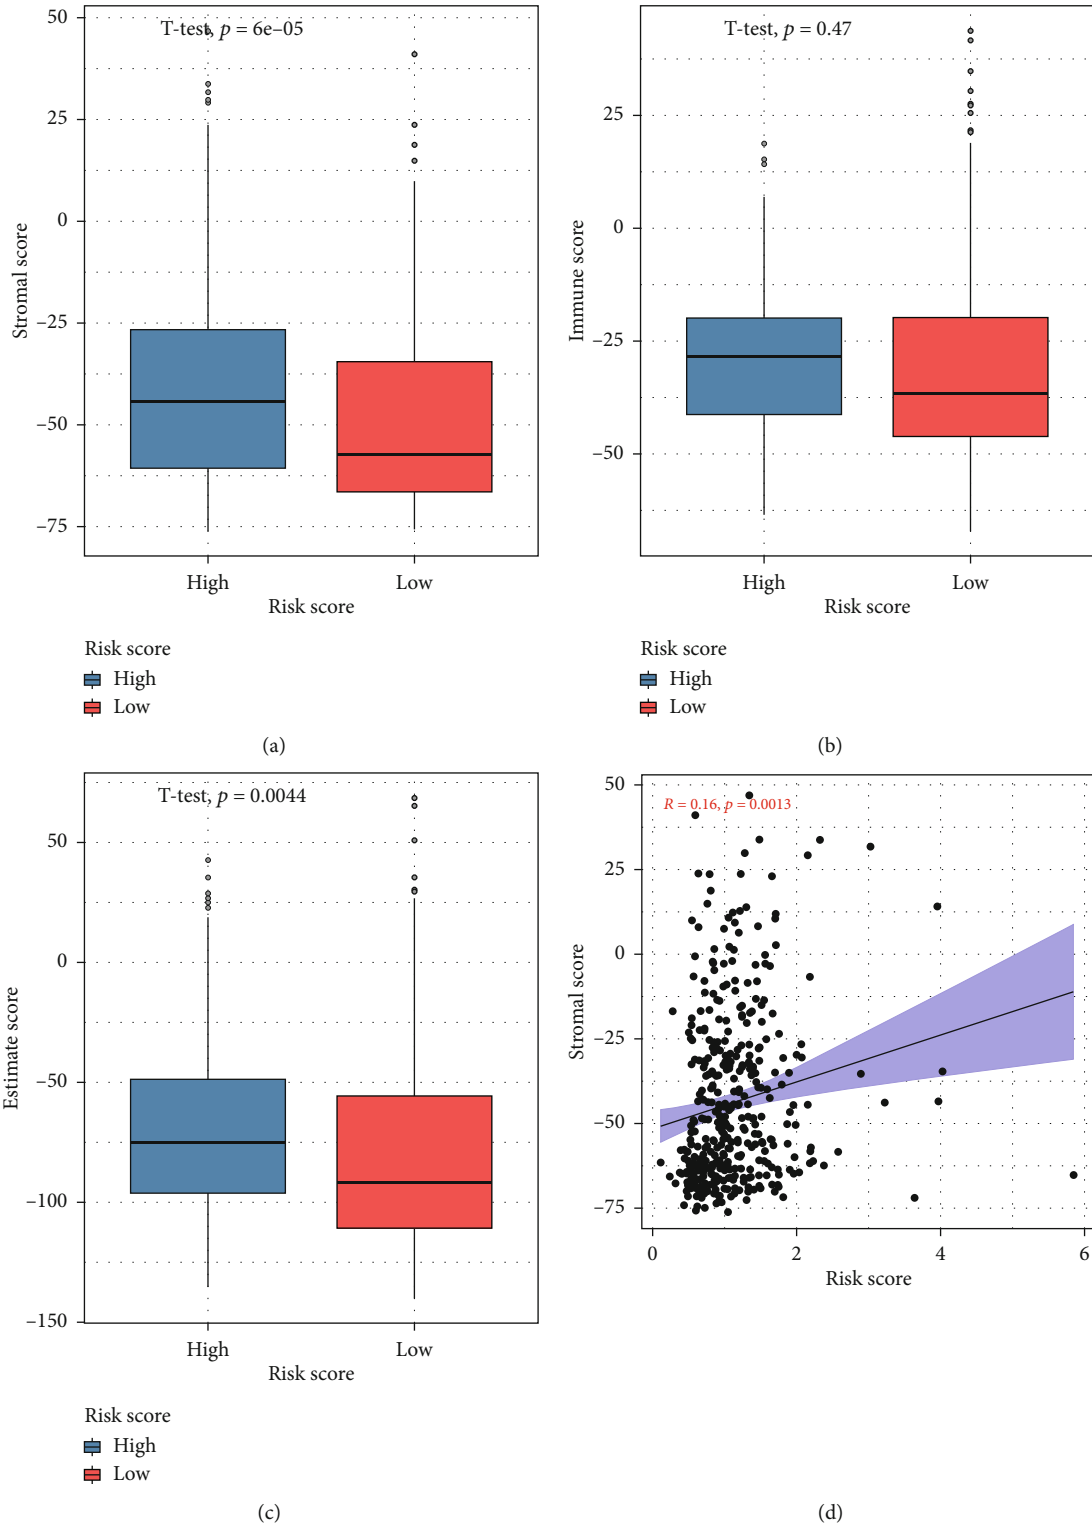 T-test, p = 6e–05
50
25
0
–25
–50
–75
Stromal score
High
Low
Risk score
Risk score
High
Low
(a)
T-test, p = 0.47
25
0
–25
–50
Immune score
High
Low
Risk score
Risk score
High
Low
(b)
T-test, p = 0.0044
50
0
–50
–100
–150
Estimate score
High
Low
Risk score
Risk score
High
Low
(c)
R = 0.16, p = 0.0013
50
25
0
–25
–50
–75
Stromal score
0
2
4
6
Risk score
(d)